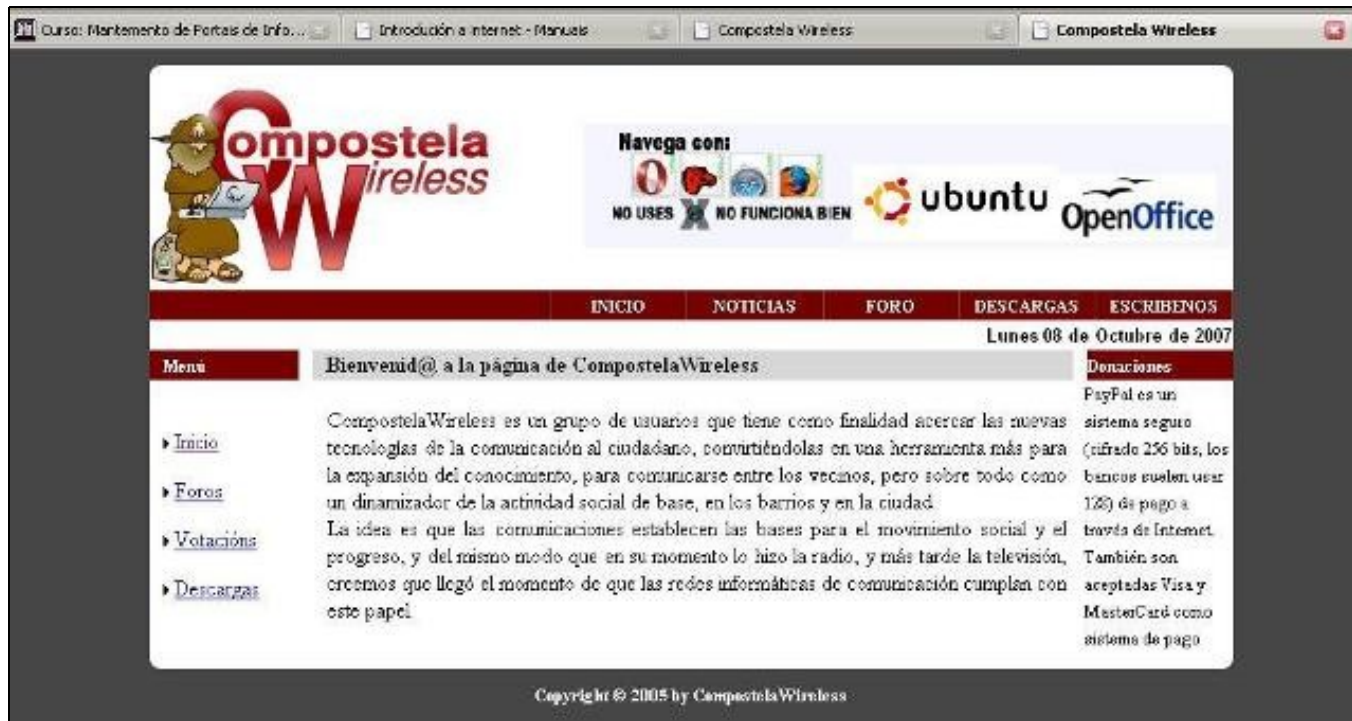 Curso: Mantemento de Portais de Info...
Introdución a internet - Manuais
Compostela Wireless
Compostela Wireless
Compostela
Wireless
Navega con:
NO USES NO FUNCIONA BIEN
ubuntu
OpenOffice
INICIO NOTICIAS FORO DESCARGAS ESCRIBENOS
Lunes 08 de Octubre de 2007
Menú
Inicio
Foros
Votacións
Descargas
Bienvenid@ a la página de CompostelaWireless
CompostelaWireless es un grupo de usuarios que tiene como finalidad acercar las nuevas
tecnologías de la comunicación al ciudadano, convirtiéndolas en una herramienta más para
la expansión del conocimiento, para comunicarse entre los vecinos, pero sobre todo como
un dinamizador de la actividad social de base, en los barrios y en la ciudad.
La idea es que las comunicaciones establecen las bases para el movimiento social y el
progreso, y del mismo modo que en su momento lo hizo la radio, y más tarde la televisión,
creemos que llegó el momento de que las redes informáticas de comunicación cumplan con
este papel.
Donaciones
PayPal es un
sistema seguro
(cifrado 256 bits, los
bancos suelen usar
128) de pago a
través de Internet.
También son
aceptadas Visa y
MasterCard como
sistema de pago
Copyright © 2005 by CompostelaWireless